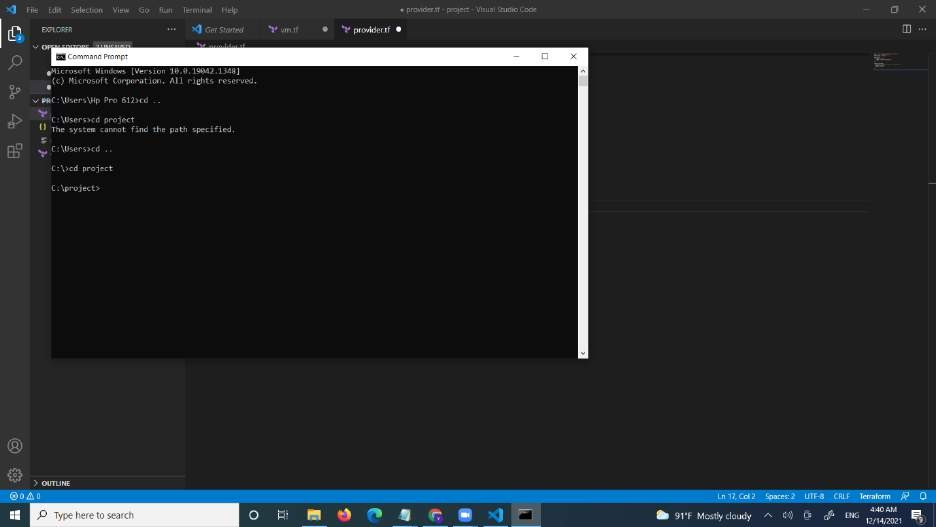 File Edit Selection View Go Run Terminal Help
● provider.tf - project - Visual Studio Code
EXPLORER
Get Started
vm.tf
provider.tf
OPEN EDITORS 2 UNSAVED
provider.tf
Command Prompt
Microsoft Windows [Version 10.0.19042.1348]
(c) Microsoft Corporation. All rights reserved.
C:\Users\Hp Pro 612>cd ..
C:\Users>cd project
The system cannot find the path specified.
C:\Users>cd ..
C:\>cd project
C:\project>
OUTLINE
0 0
Ln 17, Col 2 Spaces: 2 UTF-8 CRLF Terraform
Type here to search
91°F Mostly cloudy
ENG
4:40 AM
12/14/2021